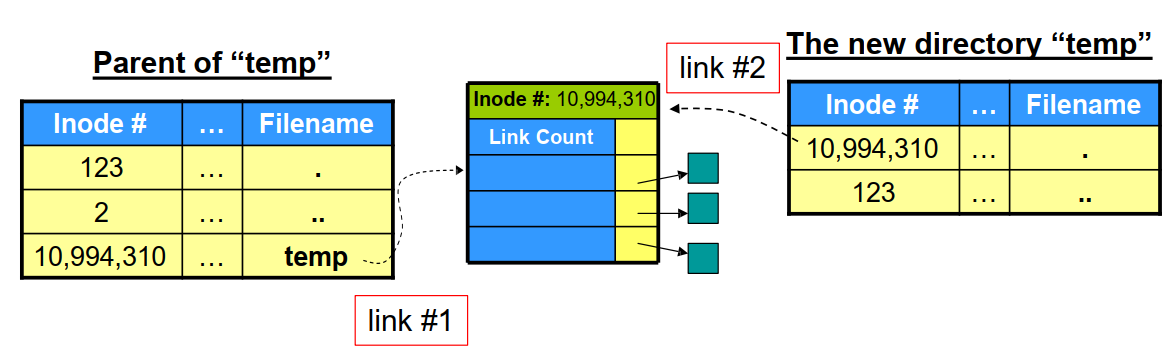 Parent of “temp”
Inode # … Filename
123 … .
2 … ..
10,994,310 … temp
link #1
Inode #: 10,994,310
Link Count
link #2
The new directory “temp”
Inode # … Filename
10,994,310 … .
123 … ..